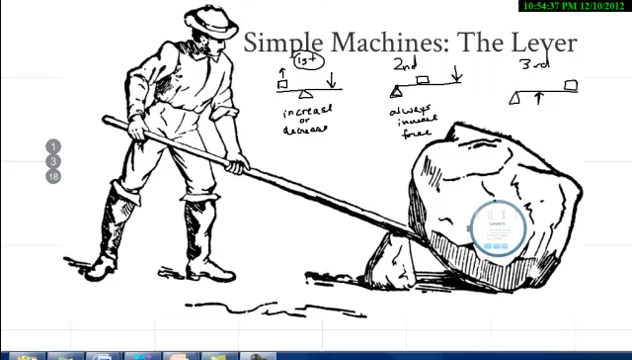 10:54:37 PM 12/10/2012
Simple Machines: The Lever
1st
2nd
3rd
increase
or
decrease
always
increase
force
1
3
18
Levers